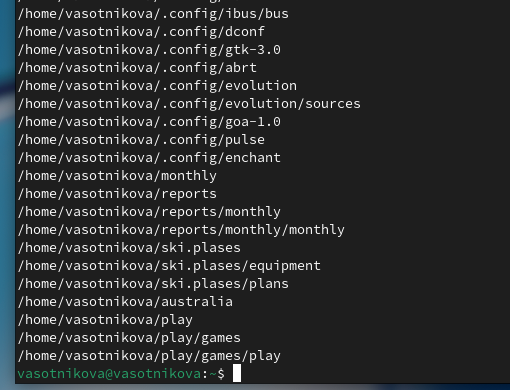 /home/vasotnikova/.config/ibus/bus
/home/vasotnikova/.config/dconf
/home/vasotnikova/.config/gtk-3.0
/home/vasotnikova/.config/abrt
/home/vasotnikova/.config/evolution
/home/vasotnikova/.config/evolution/sources
/home/vasotnikova/.config/goa-1.0
/home/vasotnikova/.config/pulse
/home/vasotnikova/.config/enchant
/home/vasotnikova/monthly
/home/vasotnikova/reports
/home/vasotnikova/reports/monthly
/home/vasotnikova/reports/monthly/monthly
/home/vasotnikova/ski.plases
/home/vasotnikova/ski.plases/equipment
/home/vasotnikova/ski.plases/plans
/home/vasotnikova/australia
/home/vasotnikova/play
/home/vasotnikova/play/games
/home/vasotnikova/play/games/play
vasotnikova@vasotnikova:~$